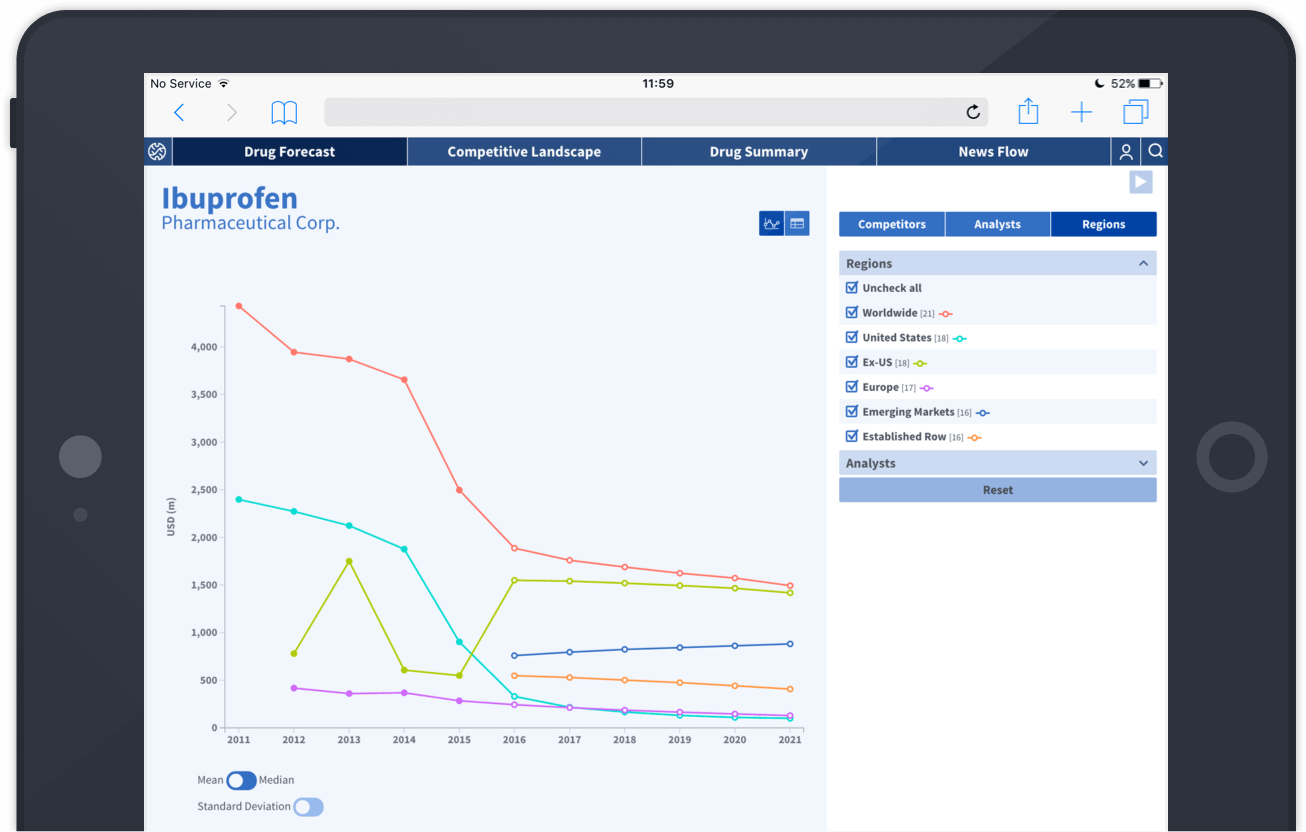 No Service 11:59 52%
Drug Forecast Competitive Landscape Drug Summary News Flow
Ibuprofen
Pharmaceutical Corp.
Competitors Analysts Regions
Regions
Uncheck all
Worldwide [21]
United States [18]
Ex-US [18]
Europe [17]
Emerging Markets [16]
Established Row [16]
Analysts
Reset
USD (m)
4,000
3,500
3,000
2,500
2,000
1,500
1,000
500
0
2011 2012 2013 2014 2015 2016 2017 2018 2019 2020 2021
Mean Median
Standard Deviation